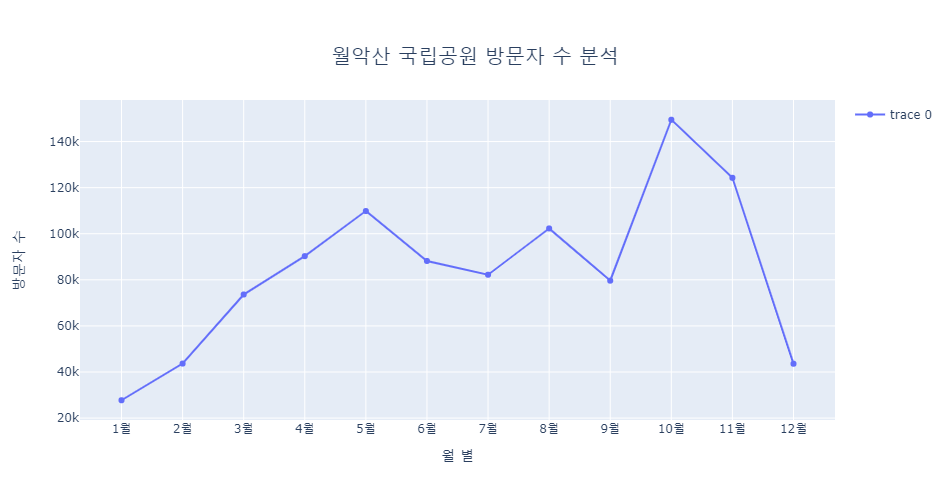 월악산 국립공원 방문자 수 분석
trace 0
방문자 수
140k
120k
100k
80k
60k
40k
20k
1월 2월 3월 4월 5월 6월 7월 8월 9월 10월 11월 12월
월 별